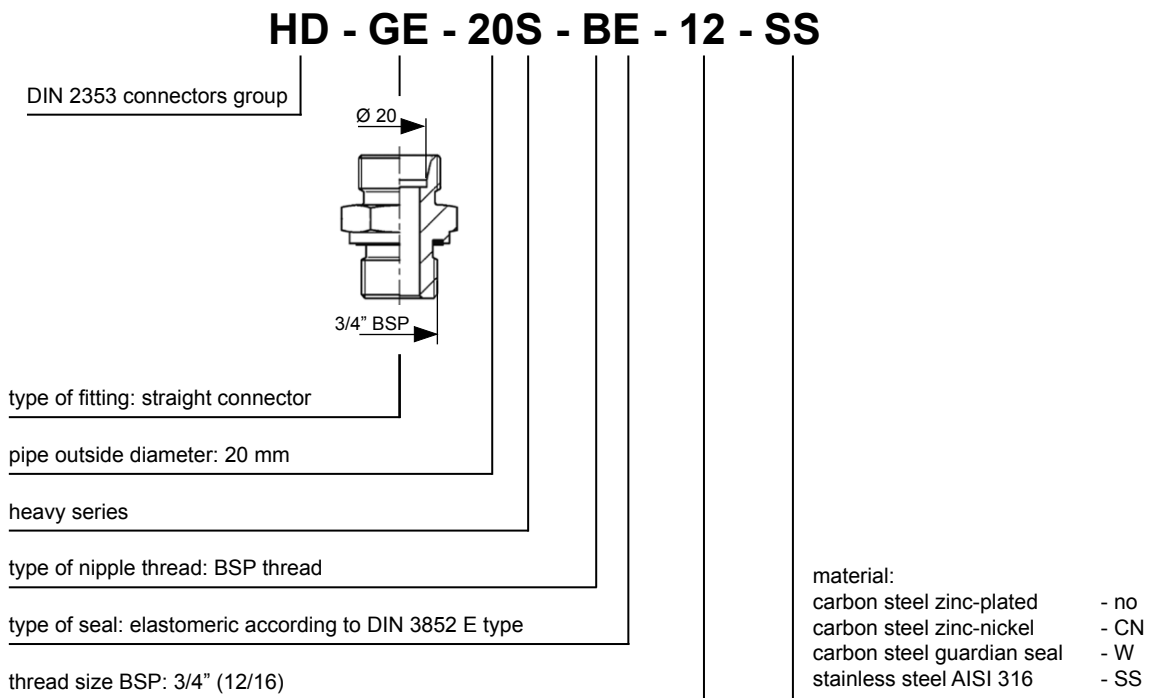 HD - GE - 20S - BE - 12 - SS
DIN 2353 connectors group
Ø 20
3/4” BSP
type of fitting: straight connector
pipe outside diameter: 20 mm
heavy series
type of nipple thread: BSP thread
type of seal: elastomeric according to DIN 3852 E type
thread size BSP: 3/4” (12/16)
material:
carbon steel zinc-plated - no
carbon steel zinc-nickel - CN
carbon steel guardian seal - W
stainless steel AISI 316 - SS